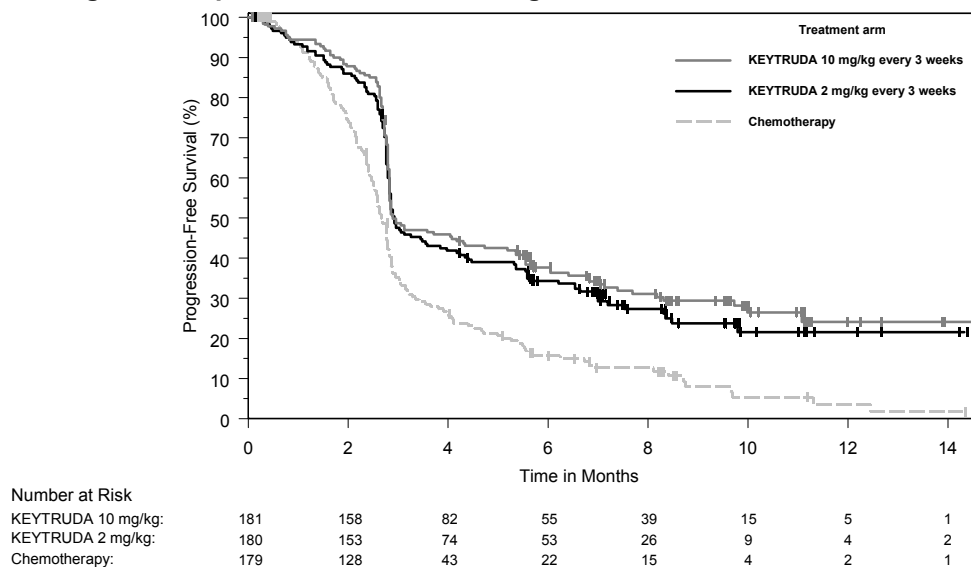 Progression-Free Survival (%)
100
90
80
70
60
50
40
30
20
10
0
Treatment arm
KEYTRUDA 10 mg/kg every 3 weeks
KEYTRUDA 2 mg/kg every 3 weeks
Chemotherapy
0 2 4 6 8 10 12 14
Time in Months
Number at Risk
KEYTRUDA 10 mg/kg: 181 158 82 55 39 15 5 1
KEYTRUDA 2 mg/kg: 180 153 74 53 26 9 4 2
Chemotherapy: 179 128 43 22 15 4 2 1